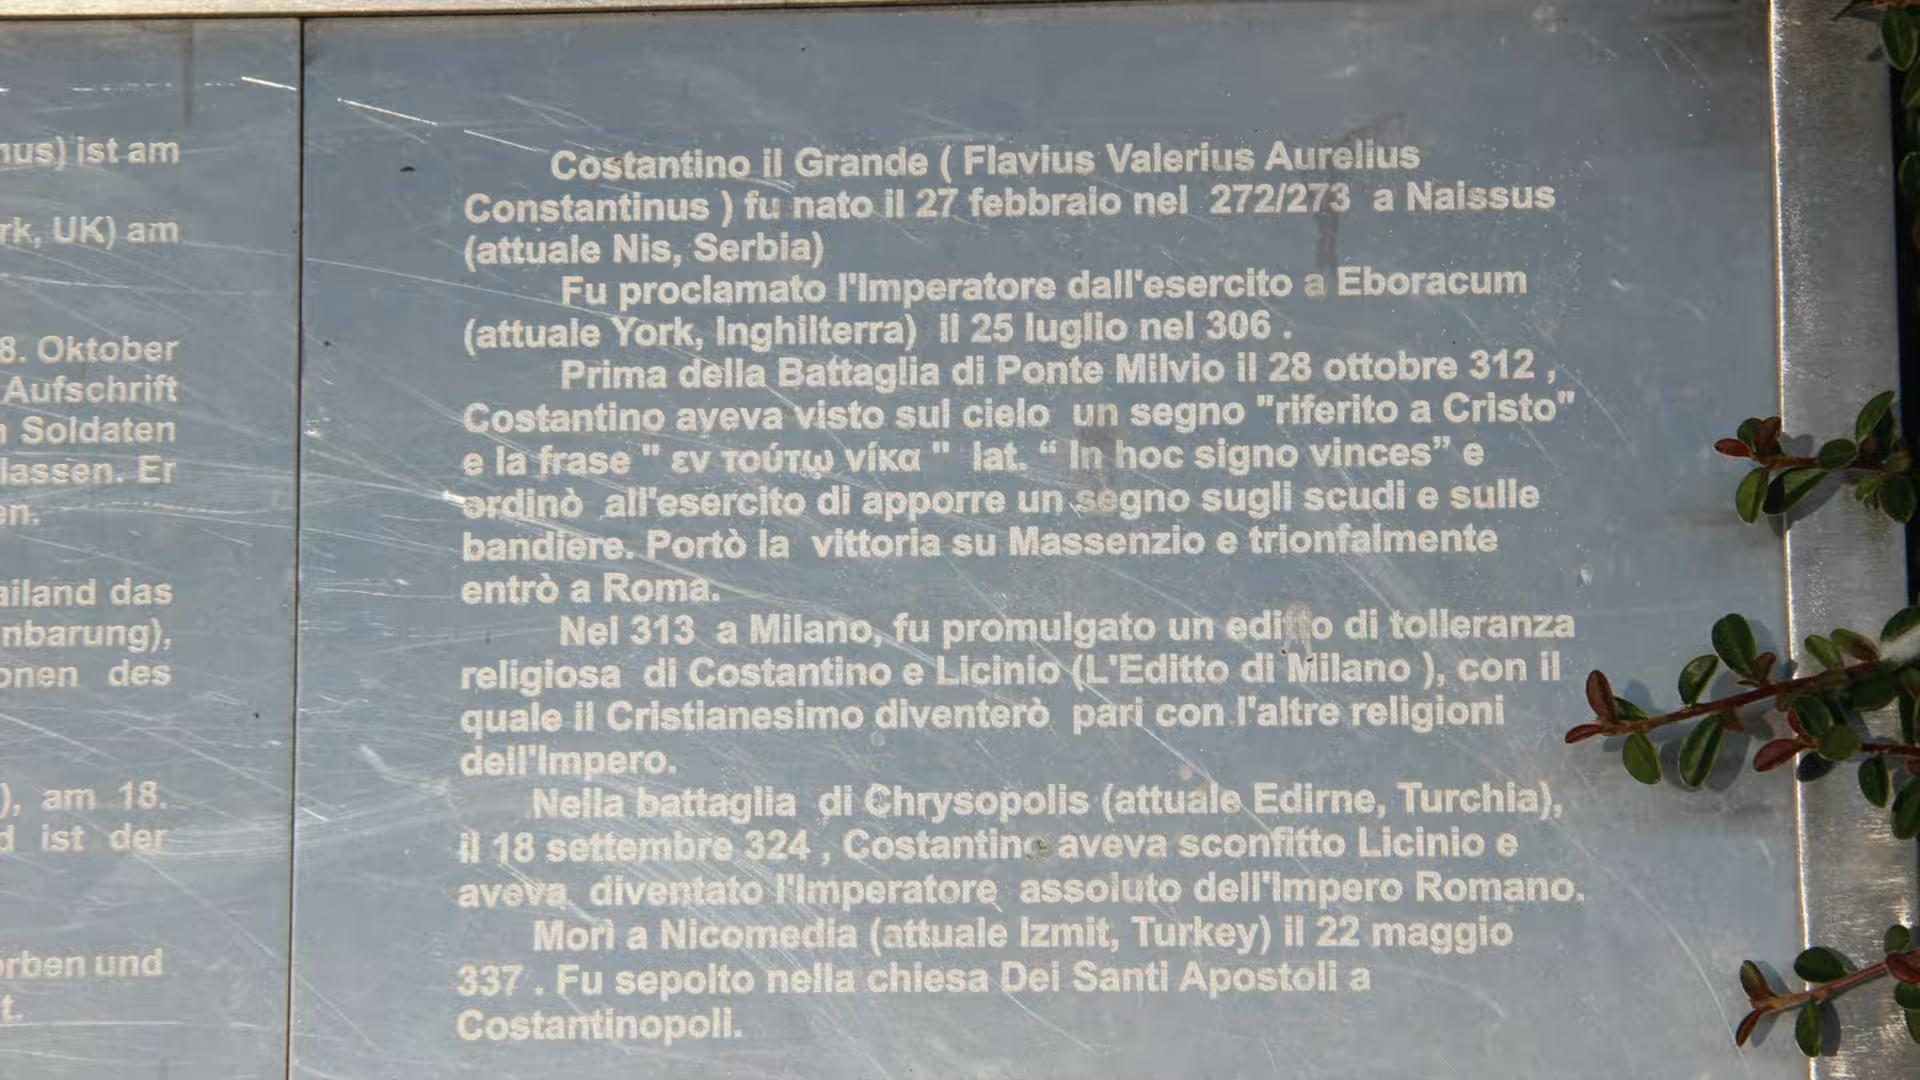 nus) ist am
rk, UK) am
8. Oktober
Aufschrift
Soldaten
lassen. Er
en.
ailand das
nbarung),
onen des
), am 18.
d ist der
orben und
t.
Costantino il Grande ( Flavius Valerius Aurelius
Constantinus ) fu nato il 27 febbraio nel 272/273 a Naissus
(attuale Nis, Serbia)
Fu proclamato l'Imperatore dall'esercito a Eboracum
(attuale York, Inghilterra) il 25 luglio nel 306 .
Prima della Battaglia di Ponte Milvio il 28 ottobre 312 ,
Costantino aveva visto sul cielo un segno "riferito a Cristo"
e la frase " εν τούτω νίκα " lat. “ In hoc signo vinces” e
ordinò all'esercito di apporre un segno sugli scudi e sulle
bandiere. Portò la vittoria su Massenzio e trionfalmente
entrò a Roma.
Nel 313 a Milano, fu promulgato un editto di tolleranza
religiosa di Costantino e Licinio (L'Editto di Milano ), con il
quale il Cristianesimo diventerò pari con l'altre religioni
dell'Impero.
Nella battaglia di Chrysopolis (attuale Edirne, Turchia),
il 18 settembre 324 , Costantino aveva sconfitto Licinio e
aveva diventato l'Imperatore assoluto dell'Impero Romano.
Morì a Nicomedia (attuale Izmit, Turkey) il 22 maggio
337 . Fu sepolto nella chiesa Dei Santi Apostoli a
Costantinopoli.